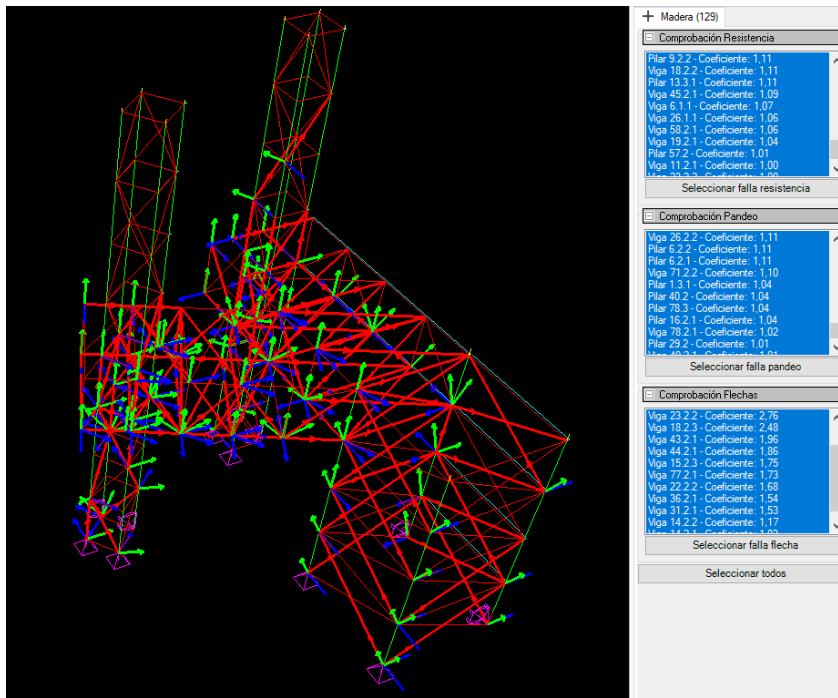 Madera (129)
Comprobación Resistencia
Pilar 9.2.2 - Coeficiente: 1,11
Viga 18.2.2 - Coeficiente: 1,11
Pilar 13.3.1 - Coeficiente: 1,11
Viga 45.2.1 - Coeficiente: 1,09
Viga 6.1.1 - Coeficiente: 1,07
Viga 26.1.1 - Coeficiente: 1,06
Viga 58.2.1 - Coeficiente: 1,06
Viga 19.2.1 - Coeficiente: 1,04
Pilar 57.2 - Coeficiente: 1,01
Viga 11.2.1 - Coeficiente: 1,00
Seleccionar falla resistencia
Comprobación Pandeo
Viga 26.2.2 - Coeficiente: 1,11
Pilar 6.2.2 - Coeficiente: 1,11
Pilar 6.2.1 - Coeficiente: 1,11
Viga 71.2.2 - Coeficiente: 1,10
Pilar 1.3.1 - Coeficiente: 1,04
Pilar 40.2 - Coeficiente: 1,04
Pilar 78.3 - Coeficiente: 1,04
Pilar 16.2.1 - Coeficiente: 1,04
Viga 78.2.1 - Coeficiente: 1,02
Pilar 29.2 - Coeficiente: 1,01
Seleccionar falla pandeo
Comprobación Flechas
Viga 23.2.2 - Coeficiente: 2,76
Viga 18.2.3 - Coeficiente: 2,48
Viga 43.2.1 - Coeficiente: 1,96
Viga 44.2.1 - Coeficiente: 1,86
Viga 15.2.3 - Coeficiente: 1,75
Viga 77.2.1 - Coeficiente: 1,73
Viga 22.2.2 - Coeficiente: 1,68
Viga 36.2.1 - Coeficiente: 1,54
Viga 31.2.1 - Coeficiente: 1,53
Viga 14.2.2 - Coeficiente: 1,17
Seleccionar falla flecha
Seleccionar todos